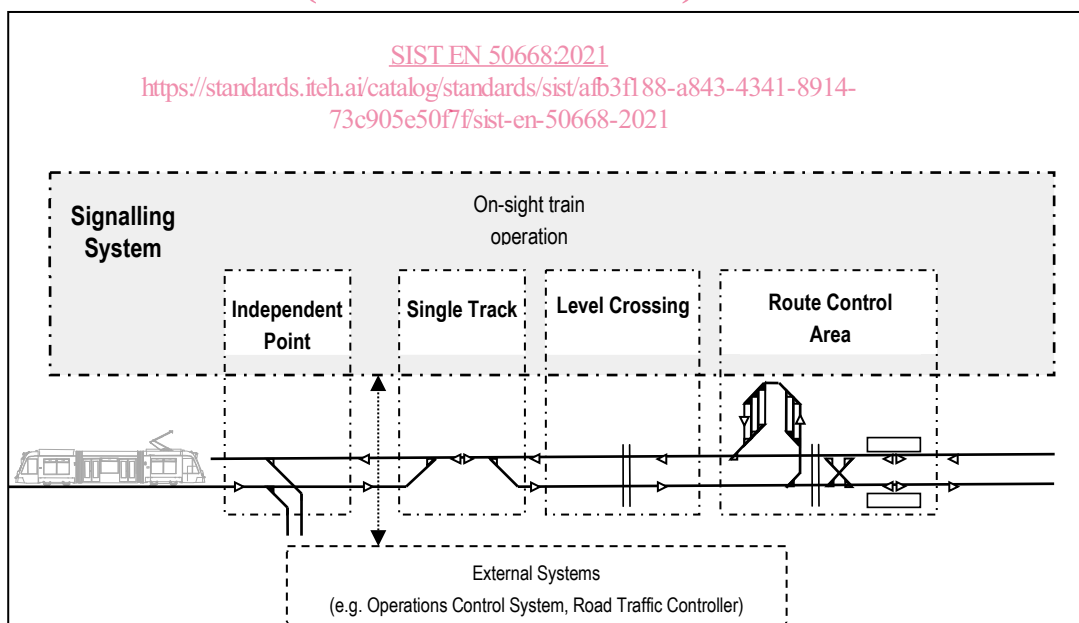 SIST EN 50668:2021
https://standards.iteh.ai/catalog/standards/sist/afb3f188-a843-4341-8914-
73c905e50f7f/sist-en-50668-2021
On-sight train
operation
Signalling
System
Independent
Point
Single Track
Level Crossing
Route Control
Area
External Systems
(e.g. Operations Control System, Road Traffic Controller)